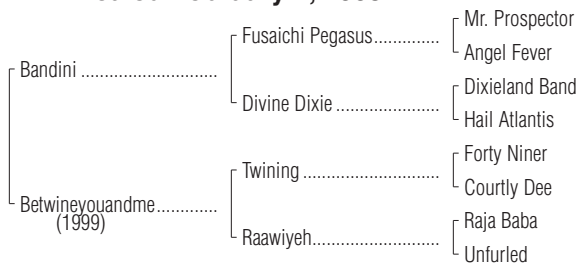 Mr. Prospector
Fusaichi Pegasus..............
Angel Fever
Bandini .............................
Dixieland Band
Divine Dixie ......................
Hail Atlantis
Forty Niner
Twining .............................
Courtly Dee
Betwineyouandme.............
(1999)
Raja Baba
Raawiyeh...........................
Unfurled